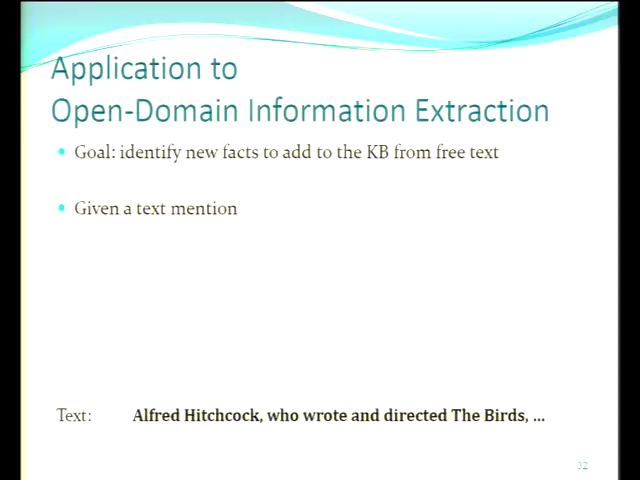 Application to
Open-Domain Information Extraction
Goal: identify new facts to add to the KB from free text
Given a text mention
Text: Alfred Hitchcock, who wrote and directed The Birds, ...
32